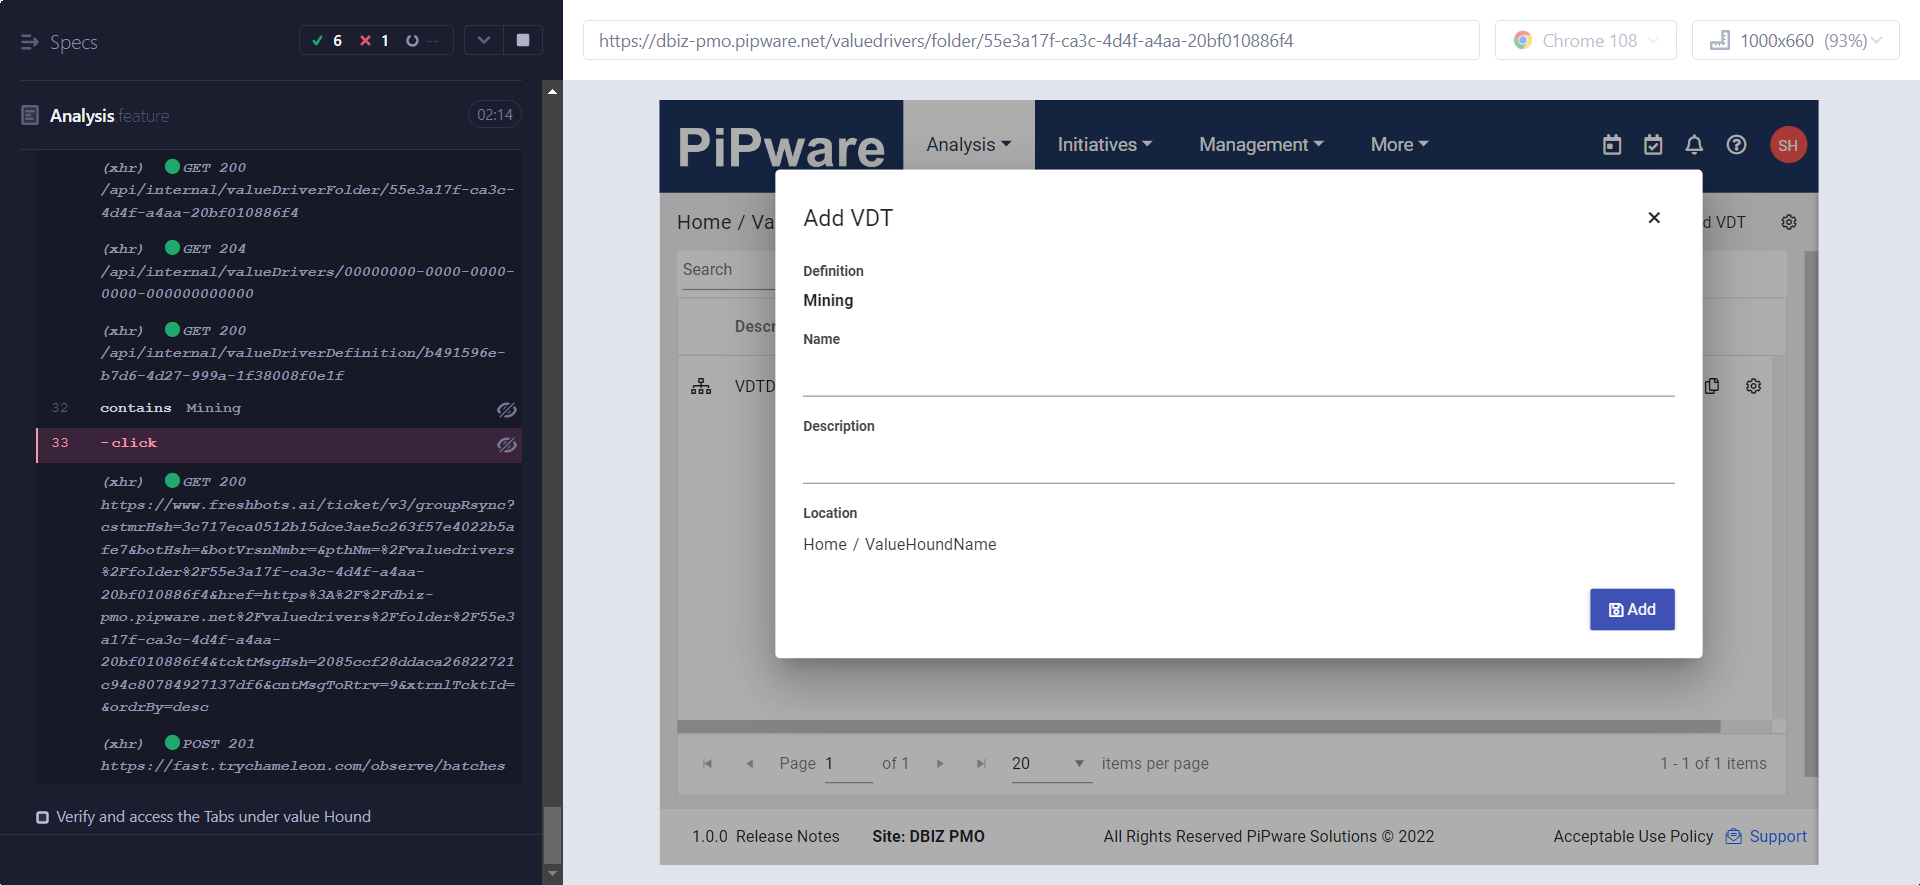 Specs
6 1 --
https://dbiz-pmo.pipware.net/valuedrivers/folder/55e3a17f-ca3c-4d4f-a4aa-20bf010886f4
Chrome 108
1000x660 (93%)
Analysis.feature
02:14
(xhr) GET 200
/api/internal/valueDriverFolder/55e3a17f-ca3c-
4d4f-a4aa-20bf010886f4
(xhr) GET 204
/api/internal/valueDrivers/00000000-0000-0000-
0000-000000000000
(xhr) GET 200
/api/internal/valueDriverDefinition/b491596e-
b7d6-4d27-999a-1f38008f0e1f
32 contains Mining
33 -click
(xhr) GET 200
https://www.freshbots.ai/ticket/v3/groupRsync?
cstmrHsh=3c717eca0512b15dce3ae5c263f57e4022b5a
fe7&botHsh=&botVrsnNmbr=&pthNm=%2Fvaluedrivers
%2Ffolder%2F55e3a17f-ca3c-4d4f-a4aa-
20bf010886f4&href=https%3A%2F%2Fdbiz-
pmo.pipware.net%2Fvaluedrivers%2Ffolder%2F55e3
a17f-ca3c-4d4f-a4aa-
20bf010886f4&tcktMsgHsh=2085ccf28ddaca26822721
c94c80784927137df6&cntMsgToRtrv=9&xtrnlTcktId=
&ordrBy=desc
(xhr) POST 201
https://fast.trychameleon.com/observe/batches
Verify and access the Tabs under value Hound
PiPware
Analysis
Initiatives
Management
More
SH
Home / Va
d VDT
Search
Descr
VDTD
Add VDT
Definition
Mining
Name
Description
Location
Home / ValueHoundName
Add
Page 1 of 1
20 items per page
1 - 1 of 1 items
1.0.0 Release Notes
Site: DBIZ PMO
All Rights Reserved PiPware Solutions © 2022
Acceptable Use Policy
Support